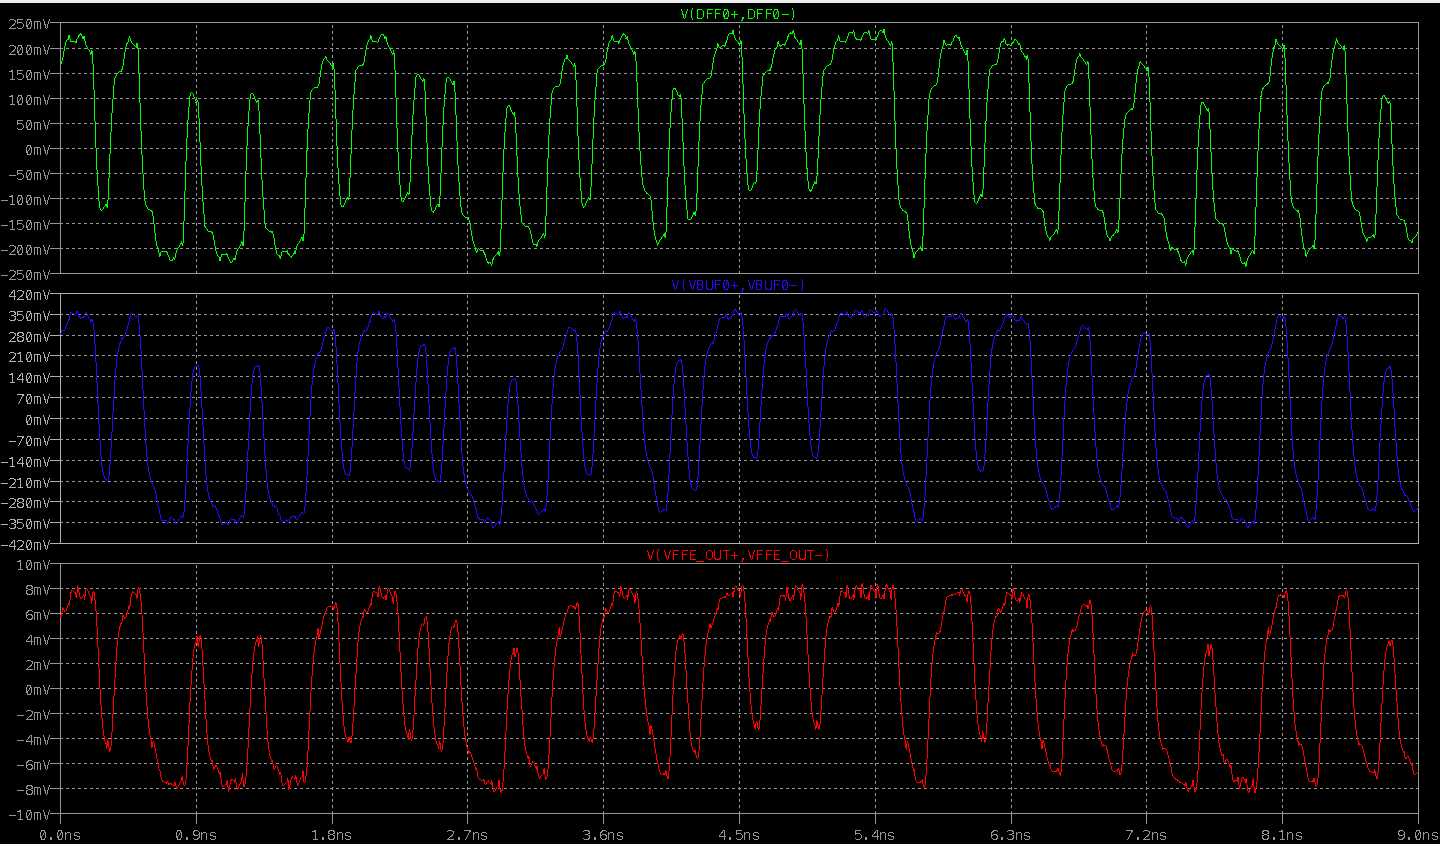 V(DFF0+,DFF0-)
250mV
200mV
150mV
100mV
50mV
0mV
-50mV
-100mV
-150mV
-200mV
-250mV
V(VBUF0+,VBUF0-)
420mV
350mV
280mV
210mV
140mV
70mV
0mV
-70mV
-140mV
-210mV
-280mV
-350mV
-420mV
V(VFFE_OUT+,VFFE_OUT-)
10mV
8mV
6mV
4mV
2mV
0mV
-2mV
-4mV
-6mV
-8mV
-10mV
0.0ns 0.9ns 1.8ns 2.7ns 3.6ns 4.5ns 5.4ns 6.3ns 7.2ns 8.1ns 9.0ns